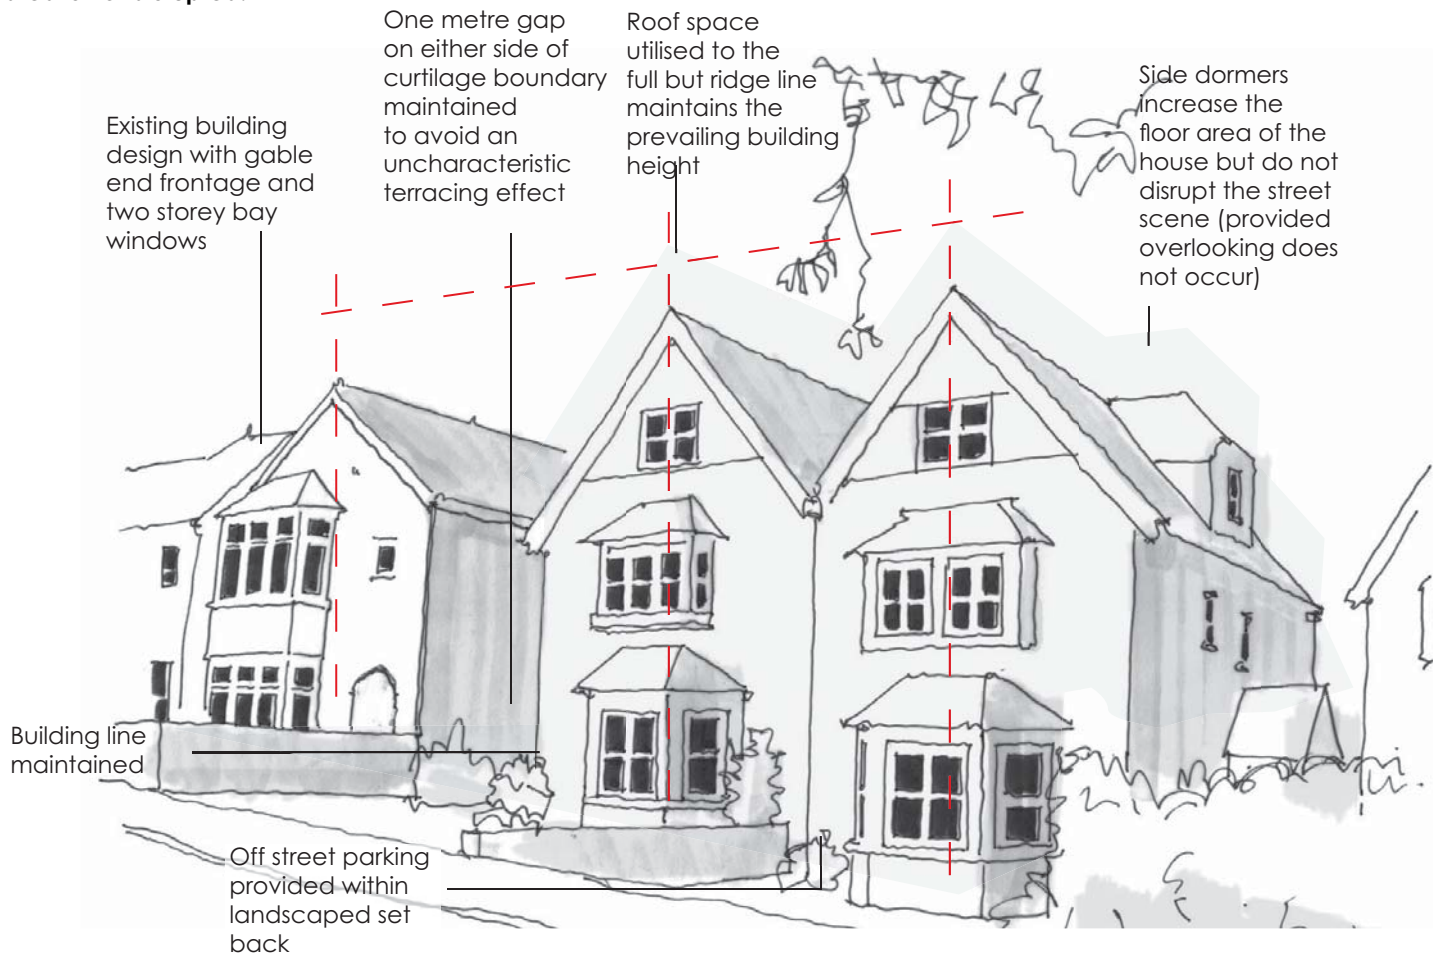 One metre gap
on either side of
curtilage boundary
maintained
to avoid an
uncharacteristic
terracing effect
Roof space
utilised to the
full but ridge line
maintains the
prevailing building
height
Side dormers
increase the
floor area of the
house but do not
disrupt the street
scene (provided
overlooking does
not occur)
Existing building
design with gable
end frontage and
two storey bay
windows
Building line
maintained
Off street parking
provided within
landscaped set
back